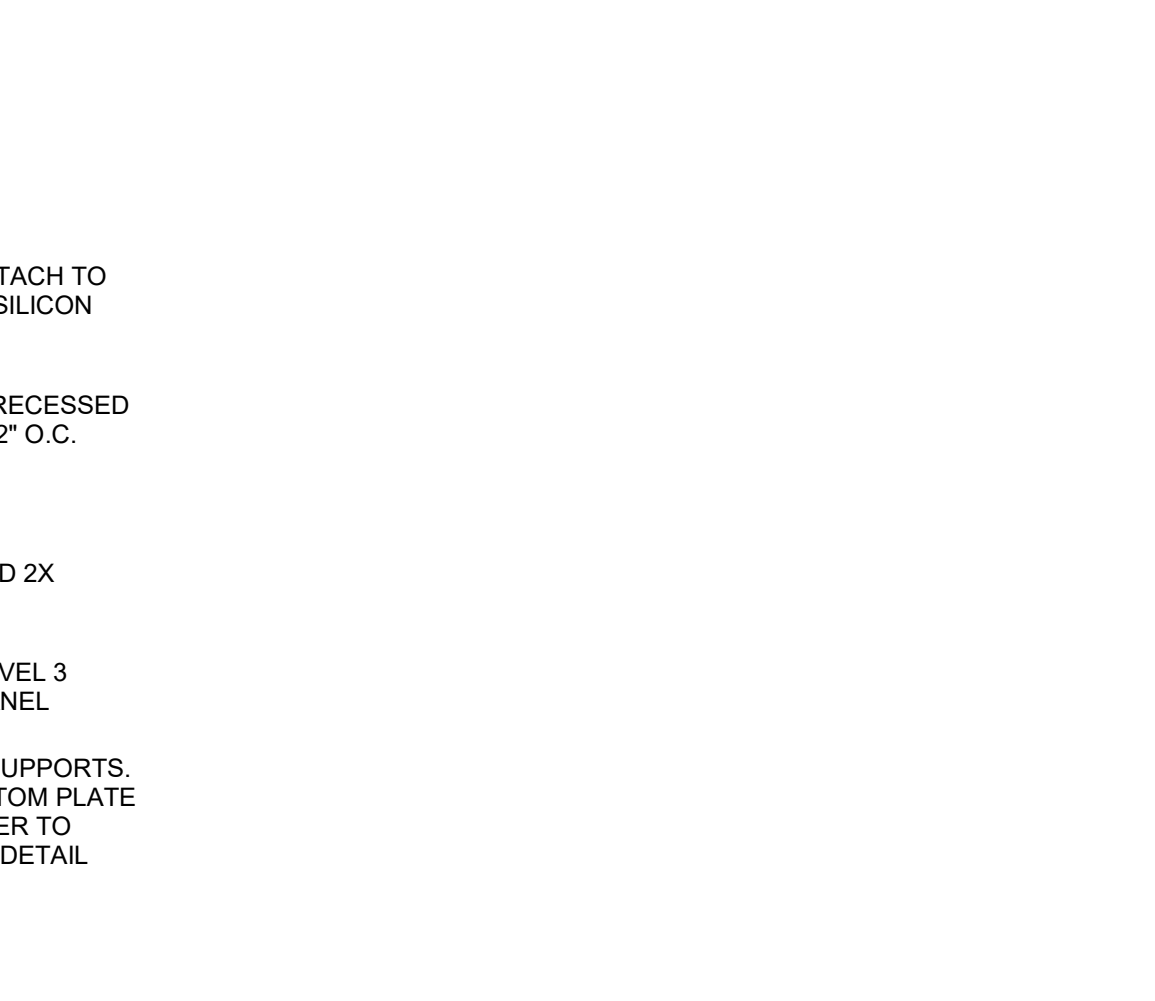 TACH TO
SILICON
RECESSED
2" O.C.
D 2X
VEL 3
NEL
UPPORTS.
TOM PLATE
ER TO
DETAIL